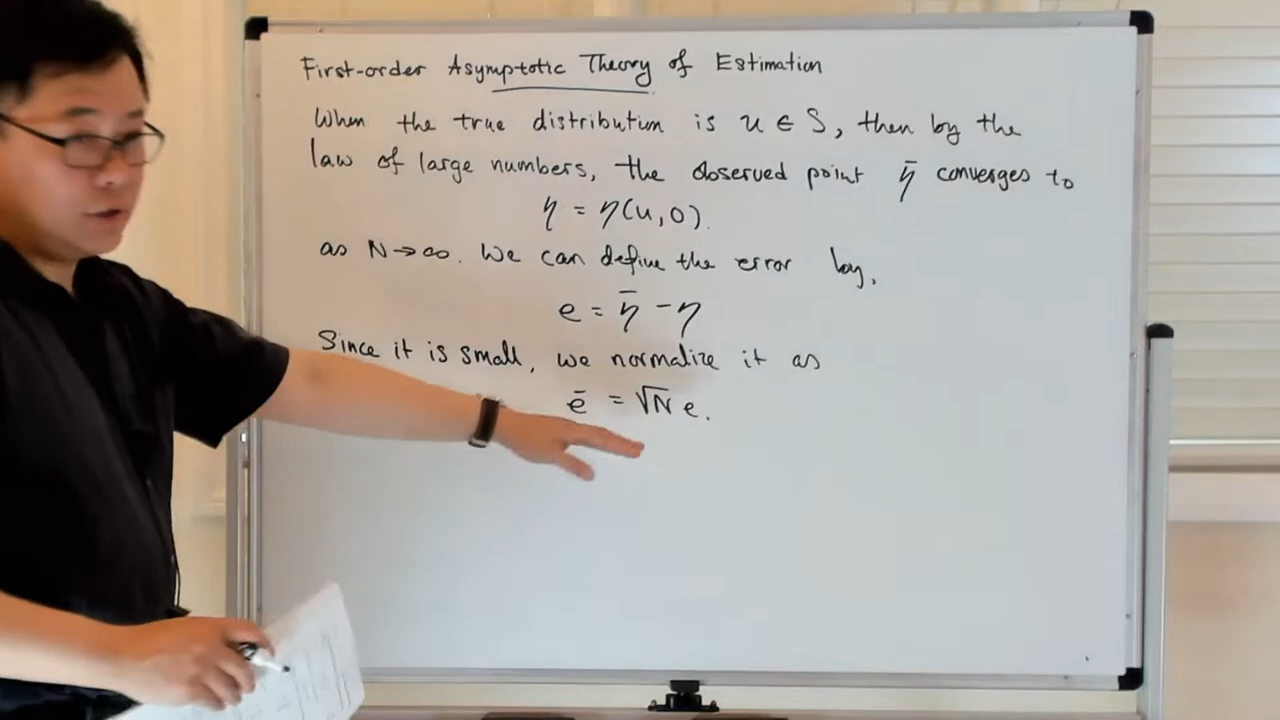 First-order Asymptotic Theory of Estimation
When the true distribution is u ∈ S, then by the
law of large numbers, the observed point η̄ converges to
η = η(u,0).
as N→∞. We can define the error by,
e = η̄ - η
Since it is small, we normalize it as
ē = √N e.